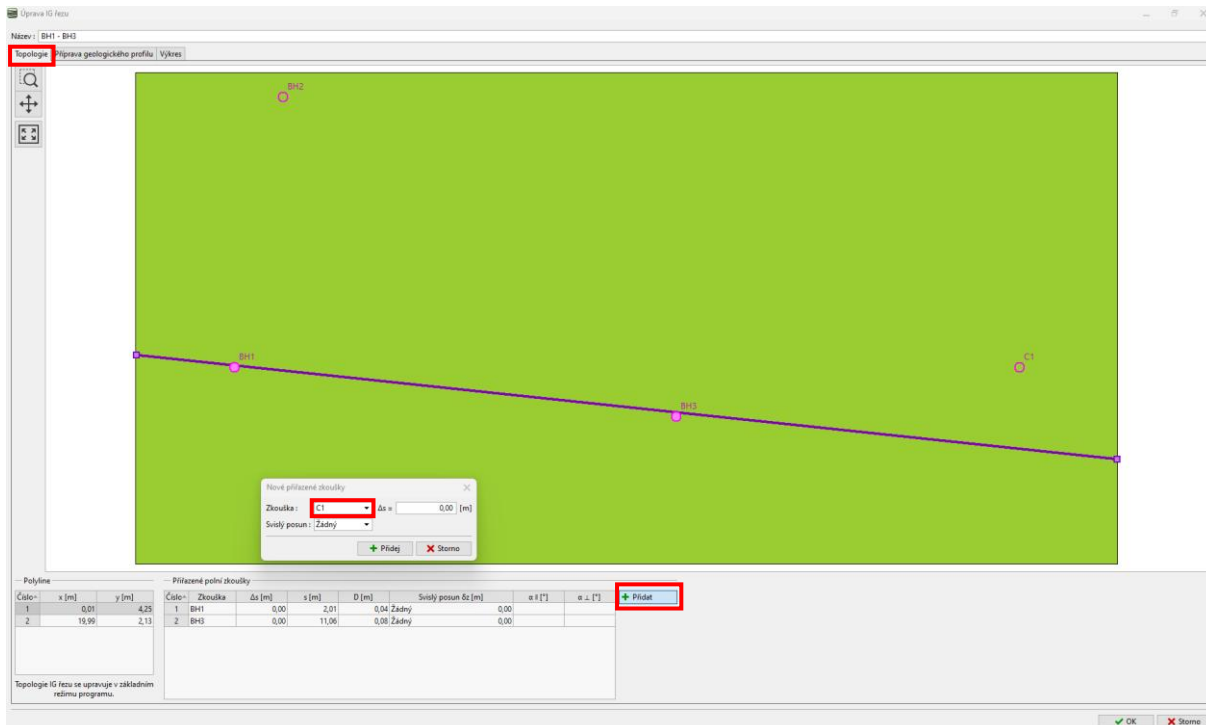 Úprava IG řezu
Název : BH1 - BH3
Topologie Příprava geologického profilu Výkres
BH2
BH1
C1
BH3
Nové přiřazené zkoušky
Zkouška : C1 Δs = 0,00 [m]
Svislý posun : Žádný
Přidej Storno
Polyline
Číslo x [m] y [m]
1 0,01 4,25
2 19,99 2,13
Topologie IG řezu se upravuje v základním
režimu programu.
Přiřazené polní zkoušky
Číslo Zkouška Δs [m] s [m] D [m] Svislý posun δz [m] α ∥ [°] α ⊥ [°]
1 BH1 0,00 2,01 0,04 Žádný 0,00
2 BH3 0,00 11,06 0,08 Žádný 0,00
Přidat
OK Storno